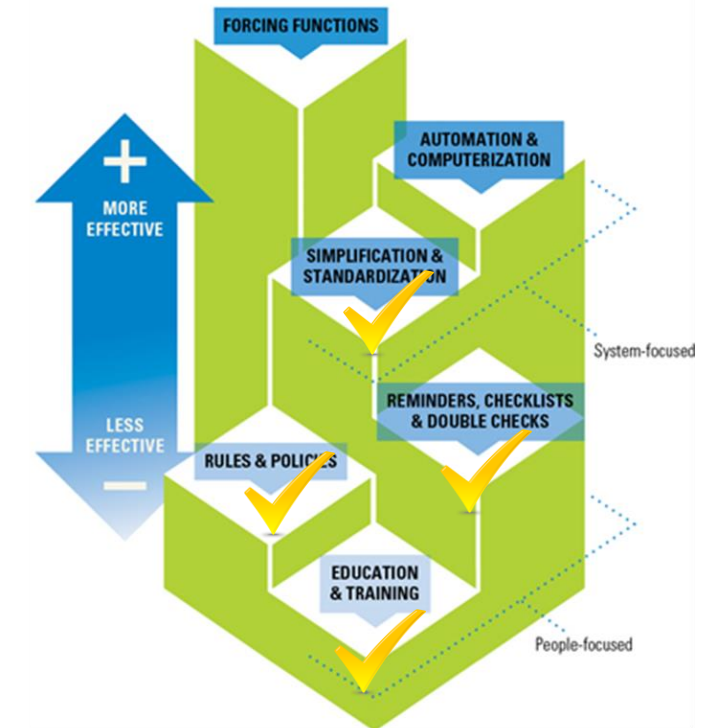 FORCING FUNCTIONS
AUTOMATION &
COMPUTERIZATION
+
MORE
EFFECTIVE
SIMPLIFICATION &
STANDARDIZATION
System-focused
REMINDERS, CHECKLISTS
& DOUBLE CHECKS
LESS
EFFECTIVE
−
RULES & POLICIES
EDUCATION
& TRAINING
People-focused